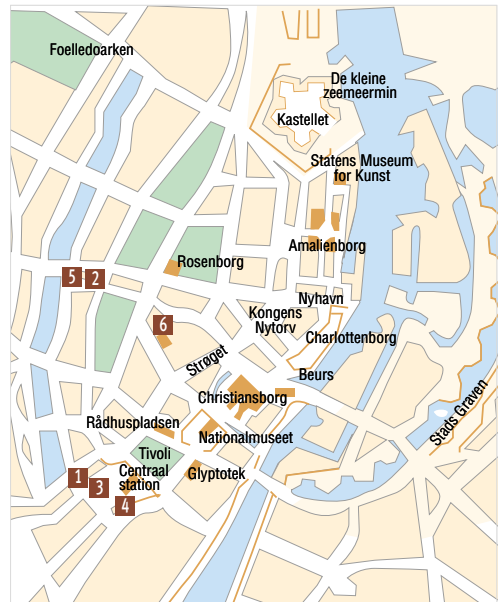 Foelledoarken
De kleine
zeemeermin
Kastellet
Statens Museum
for Kunst
Amalienborg
Rosenborg
5
2
Nyhavn
Kongens
Nytorv
6
Charlottenborg
Strøget
Beurs
Christiansborg
Stads Graven
Rådhuspladsen
Nationalmuseet
Tivoli
Centraal
station
Glyptotek
1
3
4